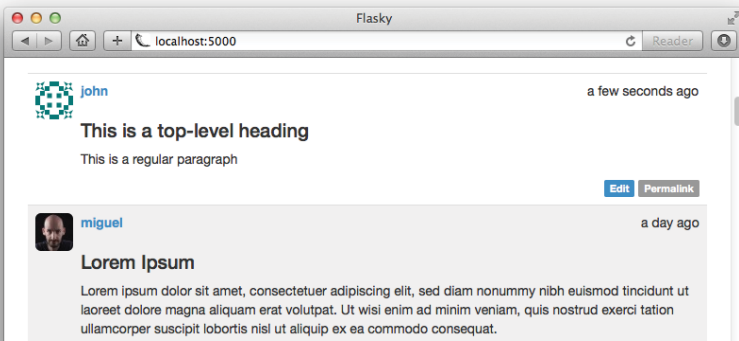 Flasky
localhost:5000
Reader
john
a few seconds ago
This is a top-level heading
This is a regular paragraph
Edit
Permalink
miguel
a day ago
Lorem Ipsum
Lorem ipsum dolor sit amet, consectetuer adipiscing elit, sed diam nonummy nibh euismod tincidunt ut
laoreet dolore magna aliquam erat volutpat. Ut wisi enim ad minim veniam, quis nostrud exerci tation
ullamcorper suscipit lobortis nisl ut aliquip ex ea commodo consequat.